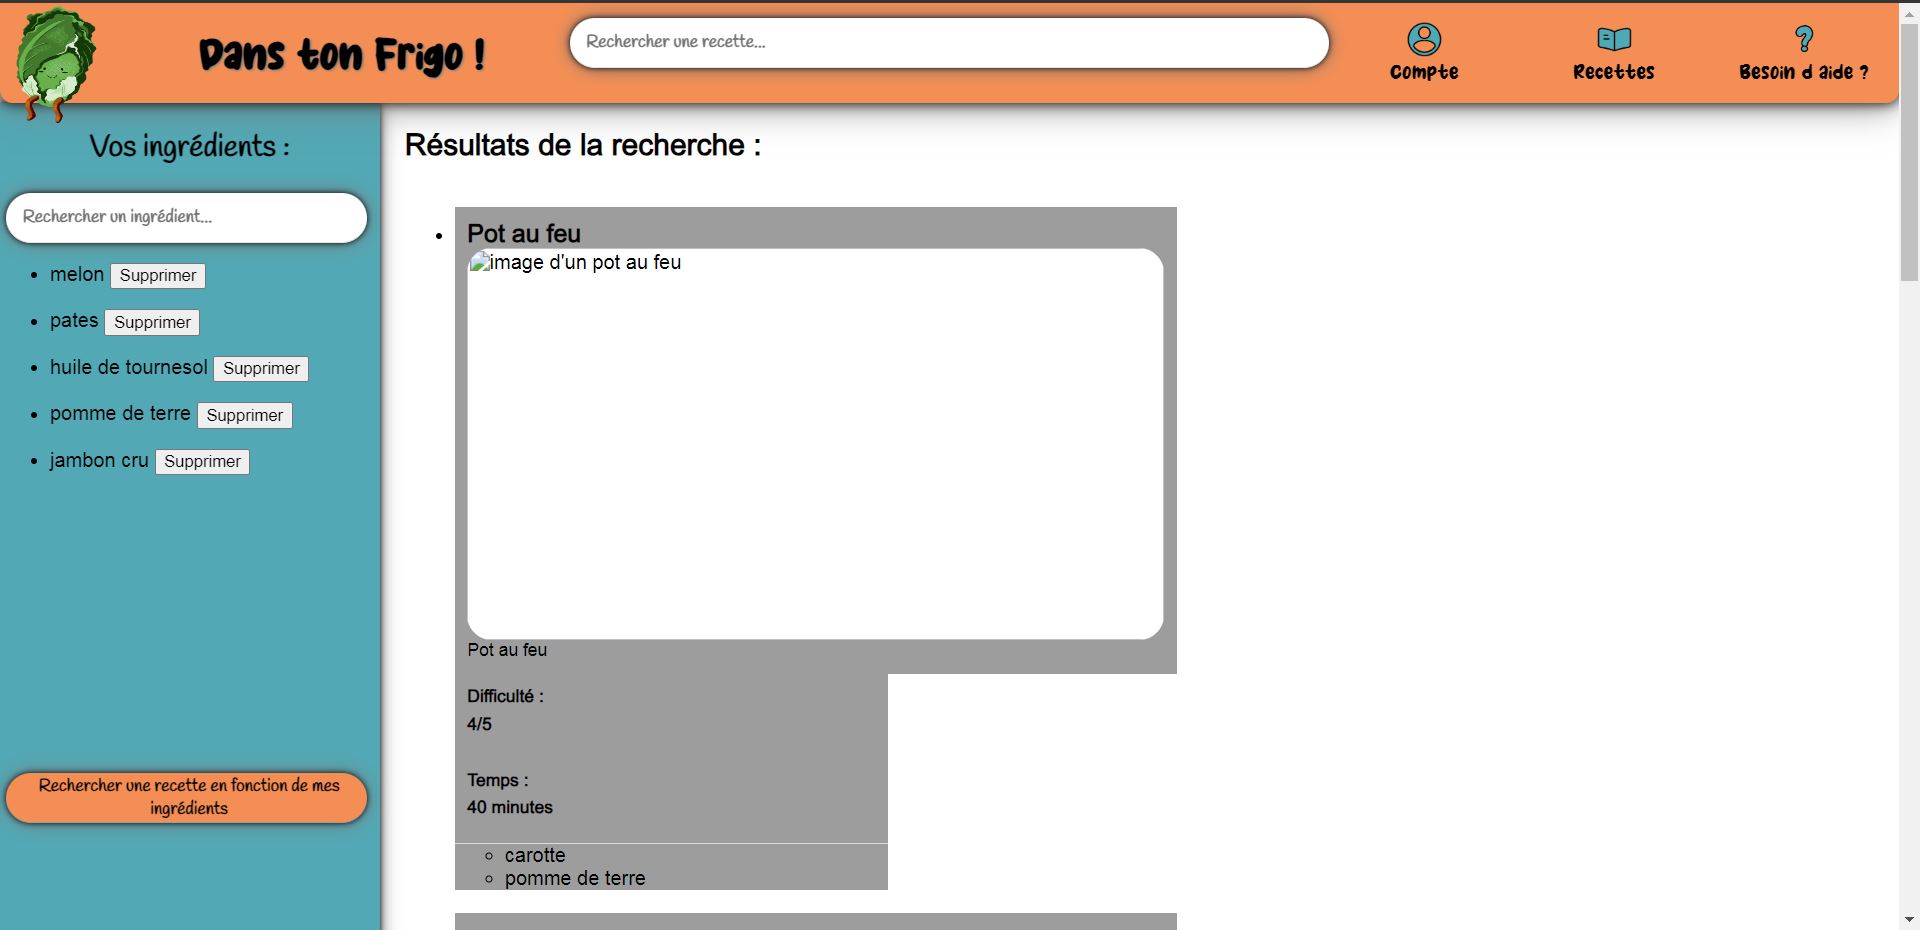 Dans ton Frigo !
Rechercher une recette...
Compte
Recettes
Besoin d aide ?
Vos ingrédients :
Rechercher un ingrédient...
melon Supprimer
pates Supprimer
huile de tournesol Supprimer
pomme de terre Supprimer
jambon cru Supprimer
Rechercher une recette en fonction de mes
ingrédients
Résultats de la recherche :
Pot au feu
image d'un pot au feu
Pot au feu
Difficulté :
4/5
Temps :
40 minutes
carotte
pomme de terre